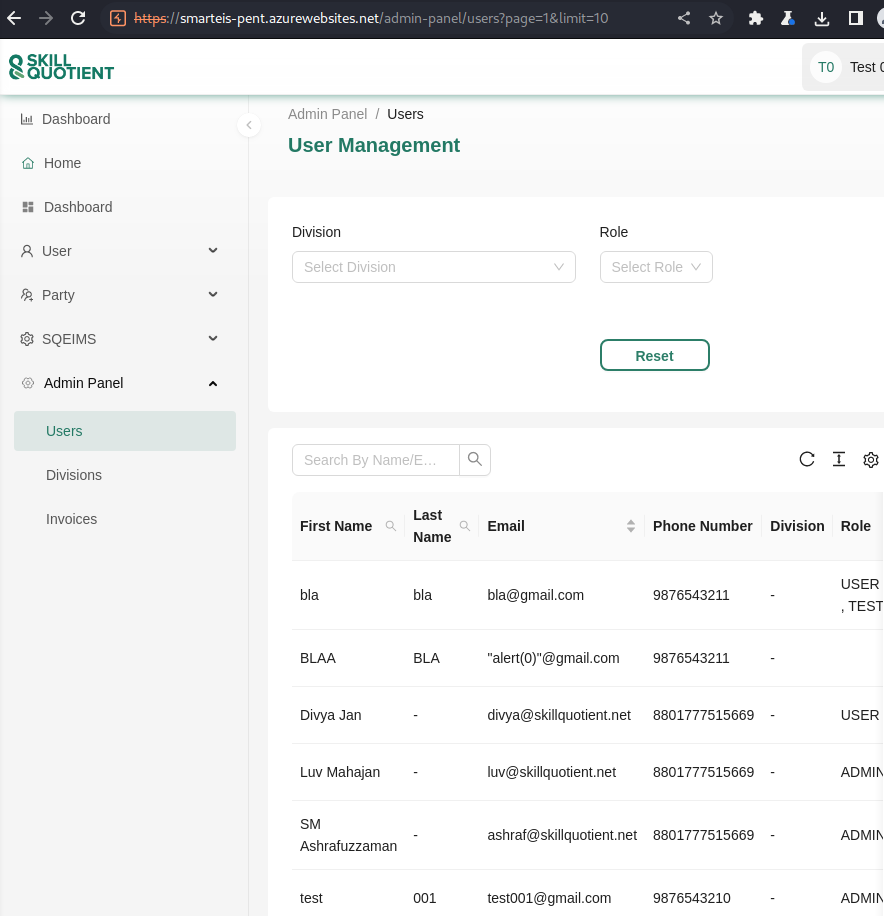 https://smarteis-pent.azurewebsites.net/admin-panel/users?page=1&limit=10
SKILL
QUOTIENT
T0 Test 0
Dashboard
Home
Dashboard
User
Party
SQEIMS
Admin Panel
Users
Divisions
Invoices
Admin Panel / Users
User Management
Division Role
Select Division Select Role
Reset
Search By Name/E…
First Name Last Name Email Phone Number Division Role
bla bla bla@gmail.com 9876543211 - USER
, TEST
BLAA BLA "alert(0)"@gmail.com 9876543211 -
Divya Jan - divya@skillquotient.net 8801777515669 - USER
Luv Mahajan - luv@skillquotient.net 8801777515669 - ADMIN
SM
Ashrafuzzaman - ashraf@skillquotient.net 8801777515669 - ADMIN
test 001 test001@gmail.com 9876543210 - ADMIN